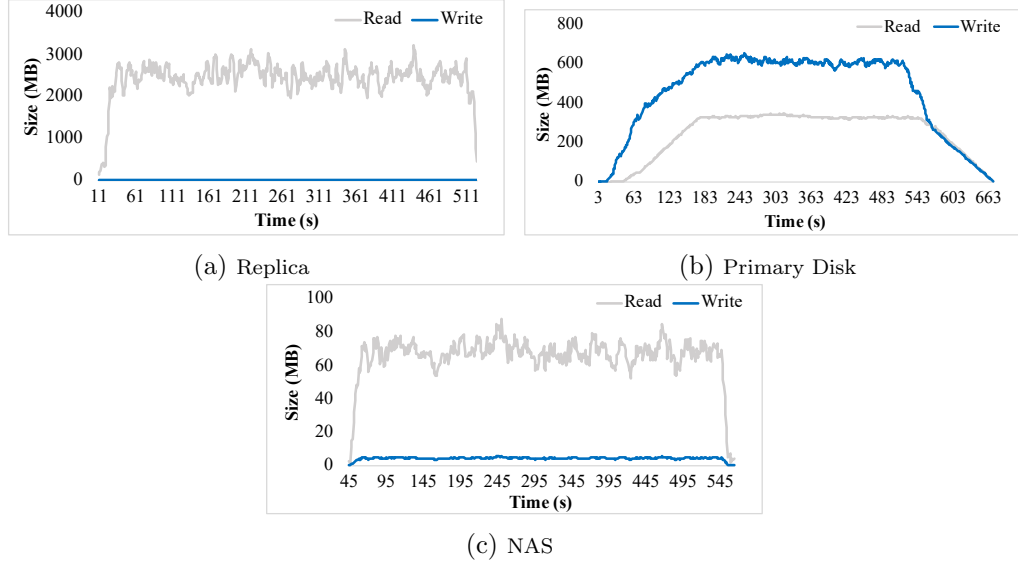 4000
3000
2000
1000
0
Size (MB)
Read Write
11 61 111 161 211 261 311 361 411 461 511
Time (s)
(a) Replica
800
600
400
200
0
Size (MB)
Read Write
3 63 123 183 243 303 363 423 483 543 603 663
Time (s)
(b) Primary Disk
100
80
60
40
20
0
Size (MB)
Read Write
45 95 145 195 245 295 345 395 445 495 545
Time (s)
(c) NAS